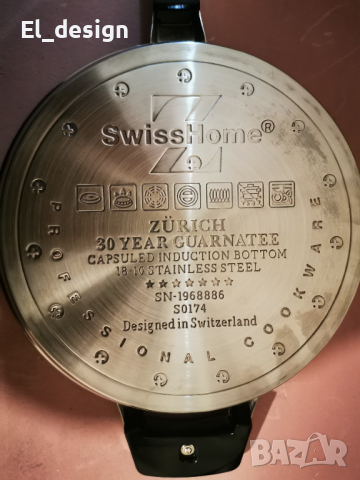 El_design
Z
SwissHome®
ZÜRICH
30 YEAR GUARNATEE
CAPSULED INDUCTION BOTTOM
18-10 STAINLESS STEEL
★★★★★★★
SN-1968886
S0174
Designed in Switzerland
PROFESSIONAL COOKWARE
BAZAR